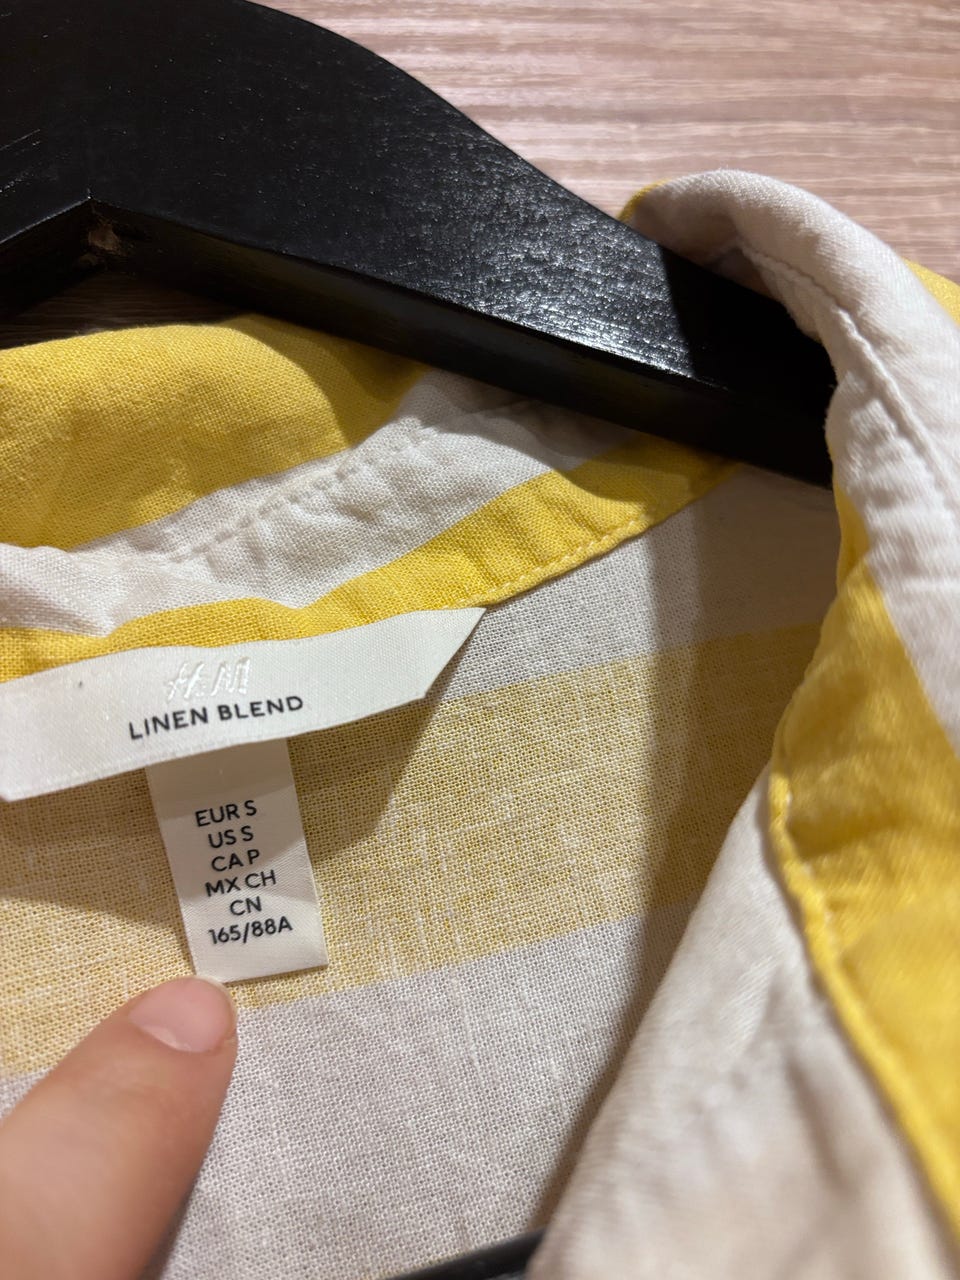 H&M
LINEN BLEND
EUR S
US S
CA P
MX CH
CN
165/88A